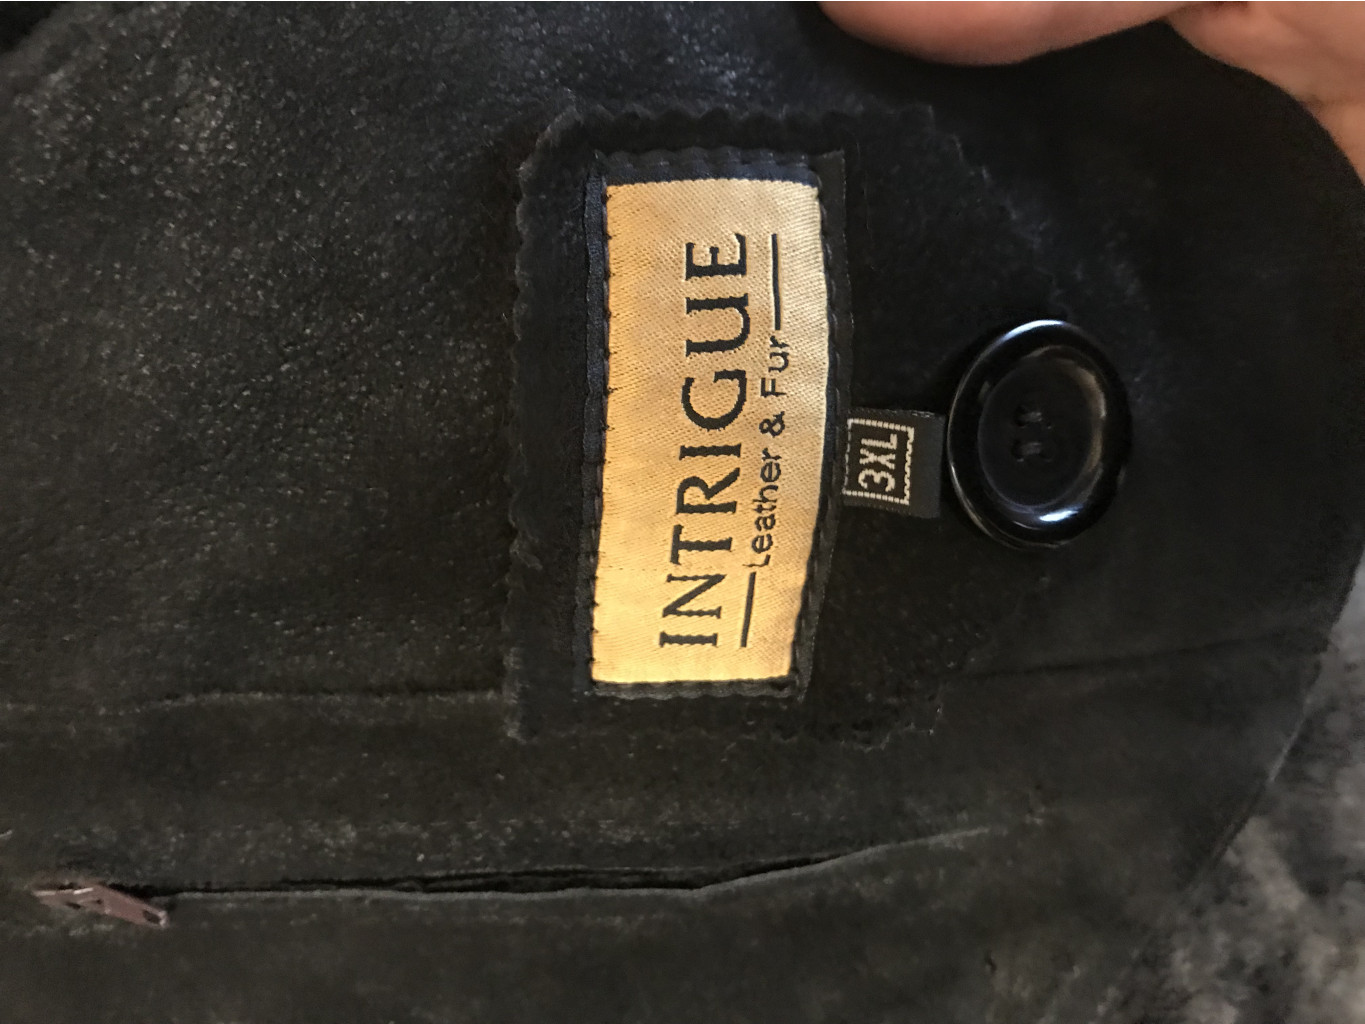 INTRIGUE
Leather & Fur
3XL